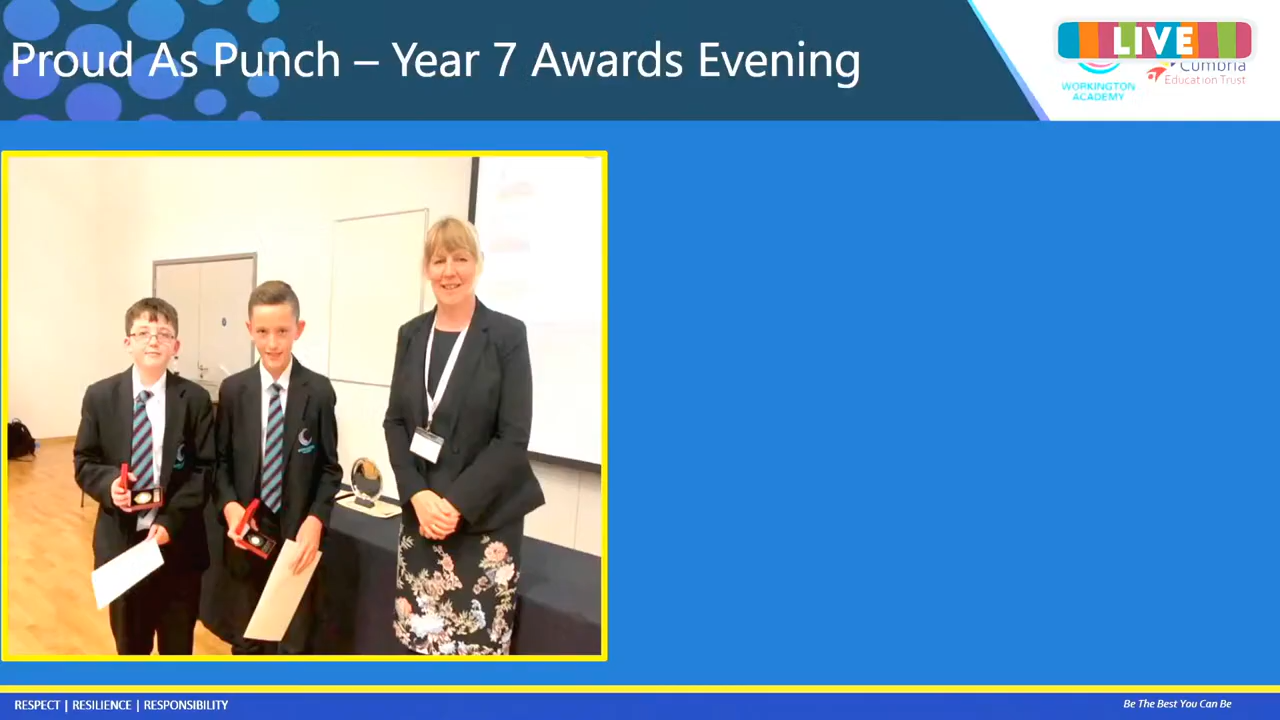 Proud As Punch – Year 7 Awards Evening
LIVE
Cumbria
Education Trust
WORKINGTON
ACADEMY
RESPECT | RESILIENCE | RESPONSIBILITY
Be The Best You Can Be